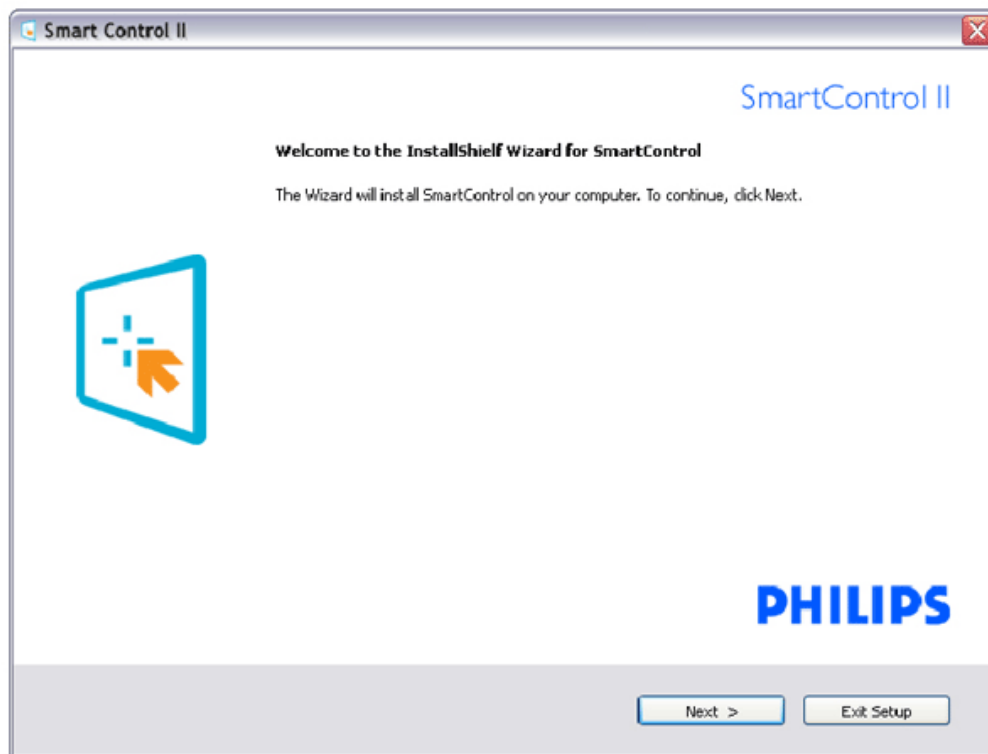 Smart Control II
SmartControl II
Welcome to the InstallShield Wizard for SmartControl
The Wizard will install SmartControl on your computer. To continue, click Next.
PHILIPS
Next >
Exit Setup